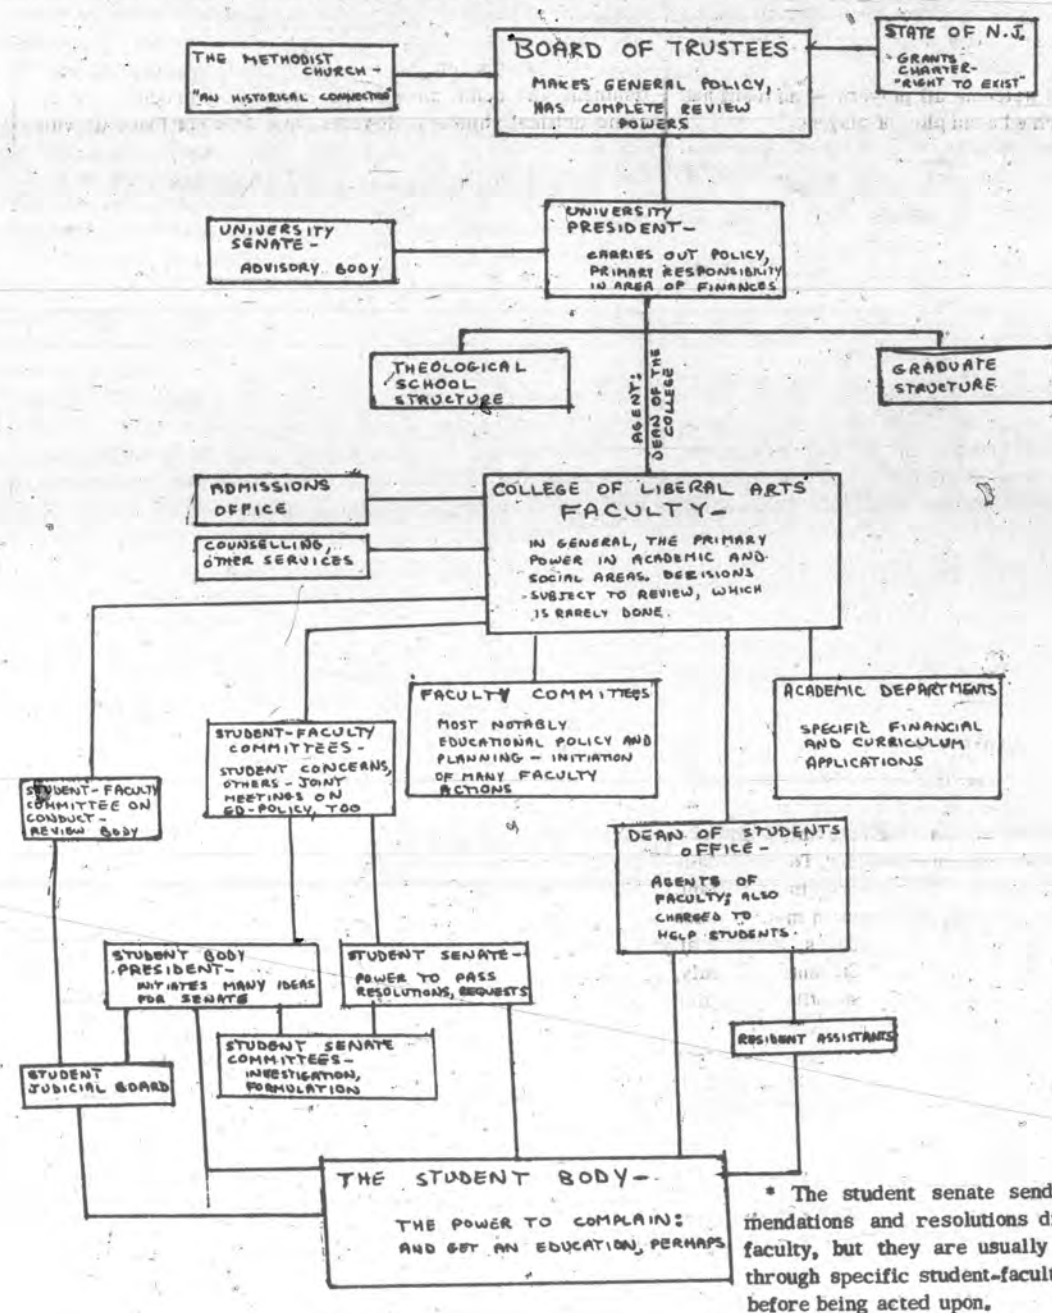 THE METHODIST
CHURCH -
"AN HISTORICAL CONNECTION"
BOARD OF TRUSTEES
MAKES GENERAL POLICY,
HAS COMPLETE REVIEW
POWERS
STATE OF N.J.
- GRANTS
CHARTER-
"RIGHT TO EXIST"
UNIVERSITY
SENATE -
ADVISORY BODY
UNIVERSITY
PRESIDENT-
CARRIES OUT POLICY,
PRIMARY RESPONSIBILITY
IN AREA OF FINANCES
THEOLOGICAL
SCHOOL
STRUCTURE
AGENT:
DEAN OF THE
COLLEGE
GRADUATE
STRUCTURE
ADMISSIONS
OFFICE
COUNSELLING,
OTHER SERVICES
COLLEGE OF LIBERAL ARTS
FACULTY-
IN GENERAL, THE PRIMARY
POWER IN ACADEMIC AND
SOCIAL AREAS. DECISIONS
SUBJECT TO REVIEW, WHICH
IS RARELY DONE.
STUDENT-FACULTY
COMMITTEE ON
CONDUCT-
REVIEW BODY
STUDENT-FACULTY
COMMITTEES-
STUDENT CONCERNS,
OTHERS - JOINT
MEETINGS ON
ED-POLICY, TOO
FACULTY COMMITTEES
MOST NOTABLY
EDUCATIONAL POLICY AND
PLANNING - INITIATION
OF MANY FACULTY
ACTIONS
ACADEMIC DEPARTMENTS
SPECIFIC FINANCIAL
AND CURRICULUM
APPLICATIONS
DEAN OF STUDENTS
OFFICE-
AGENTS OF
FACULTY; ALSO
CHARGED TO
HELP STUDENTS.
STUDENT BODY
PRESIDENT-
INITIATES MANY IDEAS
FOR SENATE
STUDENT SENATE-
POWER TO PASS
RESOLUTIONS, REQUESTS
STUDENT
JUDICIAL BOARD
STUDENT SENATE
COMMITTEES-
INVESTIGATION,
FORMULATION
RESIDENT ASSISTANTS
THE STUDENT BODY-
THE POWER TO COMPLAIN:
AND GET AN EDUCATION, PERHAPS
* The student senate send
mendations and resolutions
faculty, but they are usually
through specific student-facult
before being acted upon.